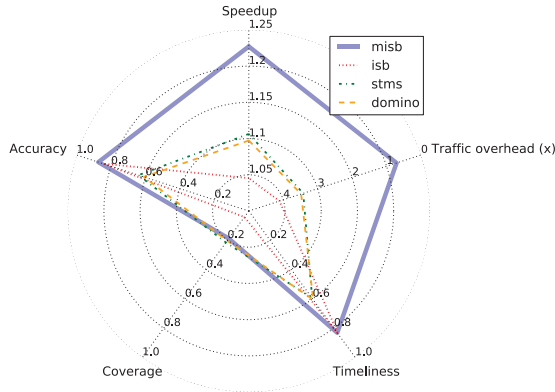 Speedup
1.25
1.2
1.15
1.1
1.05
misb
isb
stms
domino
Accuracy
1.0
0.8
0.6
0.4
0.2
0 Traffic overhead (x)
1
2
3
4
0.2
0.4
0.6
0.8
1.0
Coverage
0.2
0.4
0.6
0.8
1.0
Timeliness